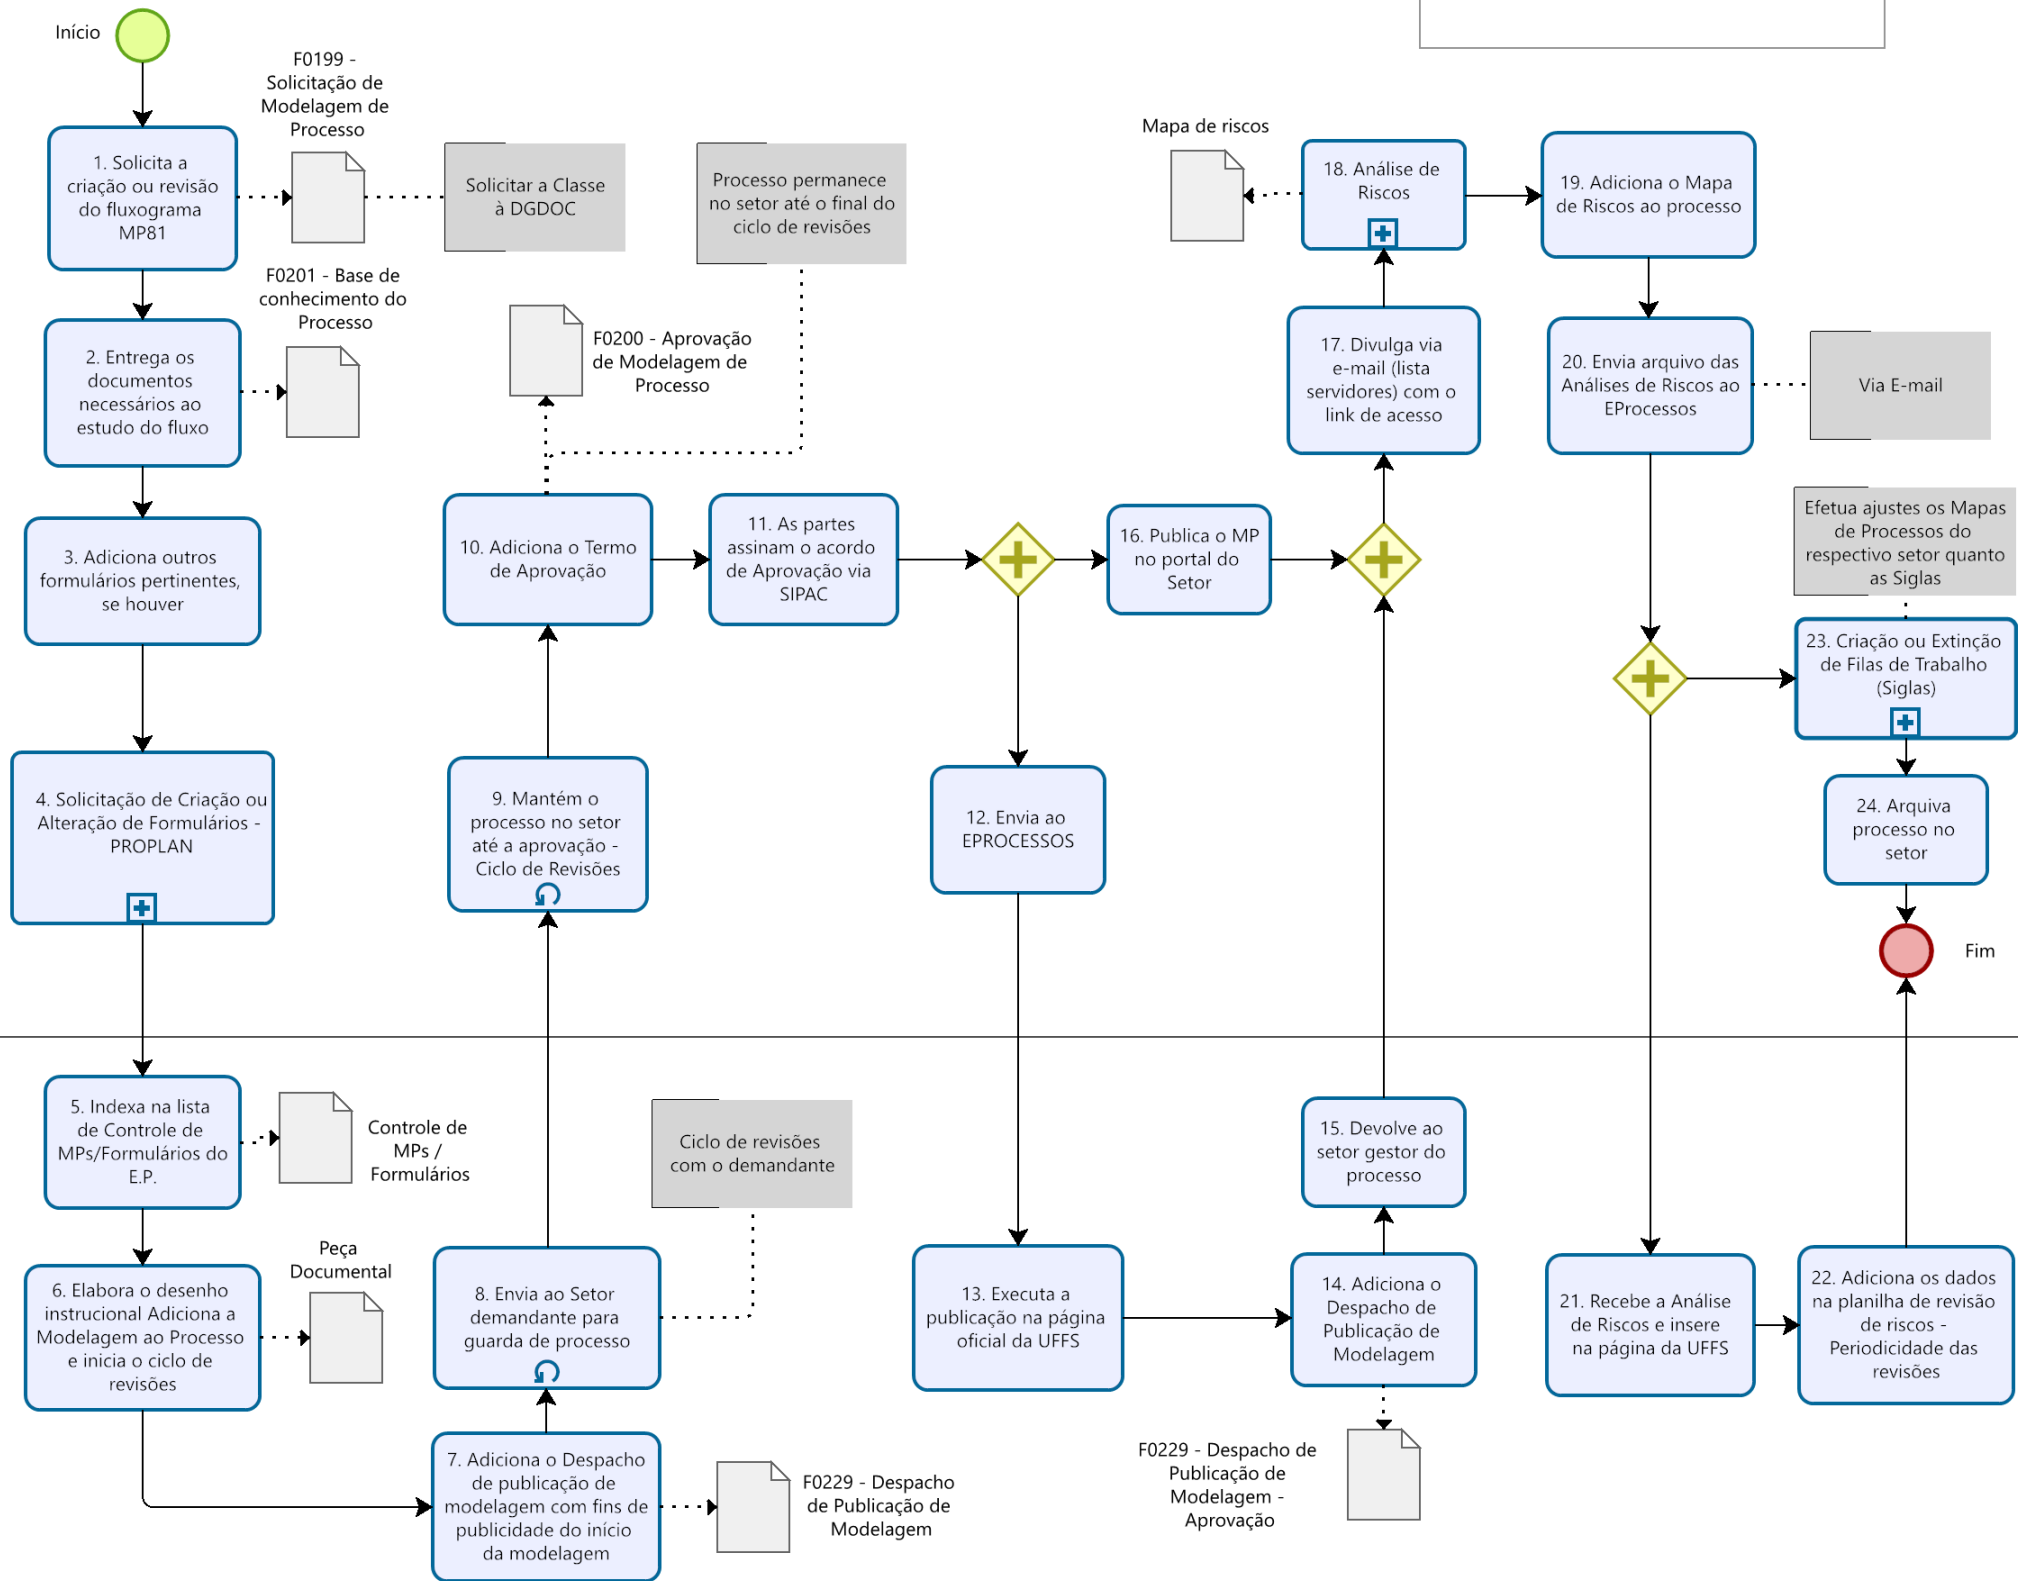 Início
F0199 -
Solicitação de
Modelagem de
Processo
1. Solicita a
criação ou revisão
do fluxograma
MP81
Solicitar a Classe
à DGDOC
Processo permanece
no setor até o final do
ciclo de revisões
Mapa de riscos
18. Análise de
Riscos
19. Adiciona o Mapa
de Riscos ao processo
F0201 - Base de
conhecimento do
Processo
2. Entrega os
documentos
necessários ao
estudo do fluxo
F0200 - Aprovação
de Modelagem de
Processo
17. Divulga via
e-mail (lista
servidores) com o
link de acesso
20. Envia arquivo das
Análises de Riscos ao
EProcessos
Via E-mail
3. Adiciona outros
formulários pertinentes,
se houver
10. Adiciona o Termo
de Aprovação
11. As partes
assinam o acordo
de Aprovação via
SIPAC
16. Publica o MP
no portal do
Setor
Efetua ajustes os Mapas
de Processos do
respectivo setor quanto
as Siglas
23. Criação ou Extinção
de Filas de Trabalho
(Siglas)
4. Solicitação de Criação ou
Alteração de Formulários -
PROPLAN
9. Mantém o
processo no setor
até a aprovação -
Ciclo de Revisões
12. Envia ao
EPROCESSOS
24. Arquiva
processo no
setor
Fim
5. Indexa na lista
de Controle de
MPs/Formulários do
E.P.
Controle de
MPs /
Formulários
Ciclo de revisões
com o demandante
15. Devolve ao
setor gestor do
processo
Peça
Documental
6. Elabora o desenho
instrucional Adiciona a
Modelagem ao Processo
e inicia o ciclo de
revisões
8. Envia ao Setor
demandante para
guarda de processo
13. Executa a
publicação na página
oficial da UFFS
14. Adiciona o
Despacho de
Publicação de
Modelagem
21. Recebe a Análise
de Riscos e insere
na página da UFFS
22. Adiciona os dados
na planilha de revisão
de riscos -
Periodicidade das
revisões
7. Adiciona o Despacho
de publicação de
modelagem com fins de
publicidade do início
da modelagem
F0229 - Despacho
de Publicação de
Modelagem
F0229 - Despacho de
Publicação de
Modelagem -
Aprovação